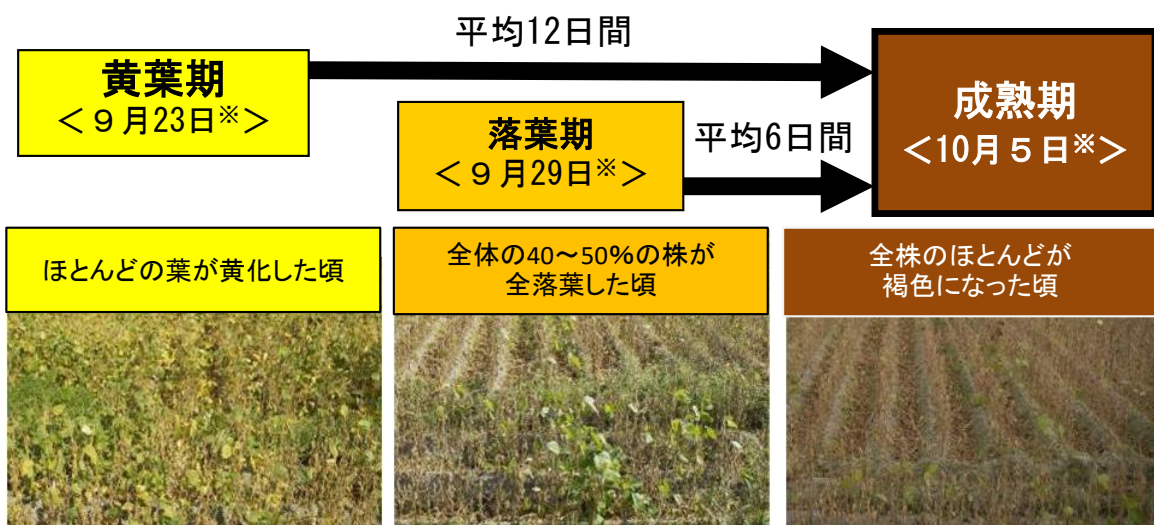 平均12日間
黄葉期
＜９月23日※＞
落葉期
＜９月29日※＞
平均6日間
成熟期
＜10月５日※＞
ほとんどの葉が黄化した頃
全体の40～50%の株が
全落葉した頃
全株のほとんどが
褐色になった頃